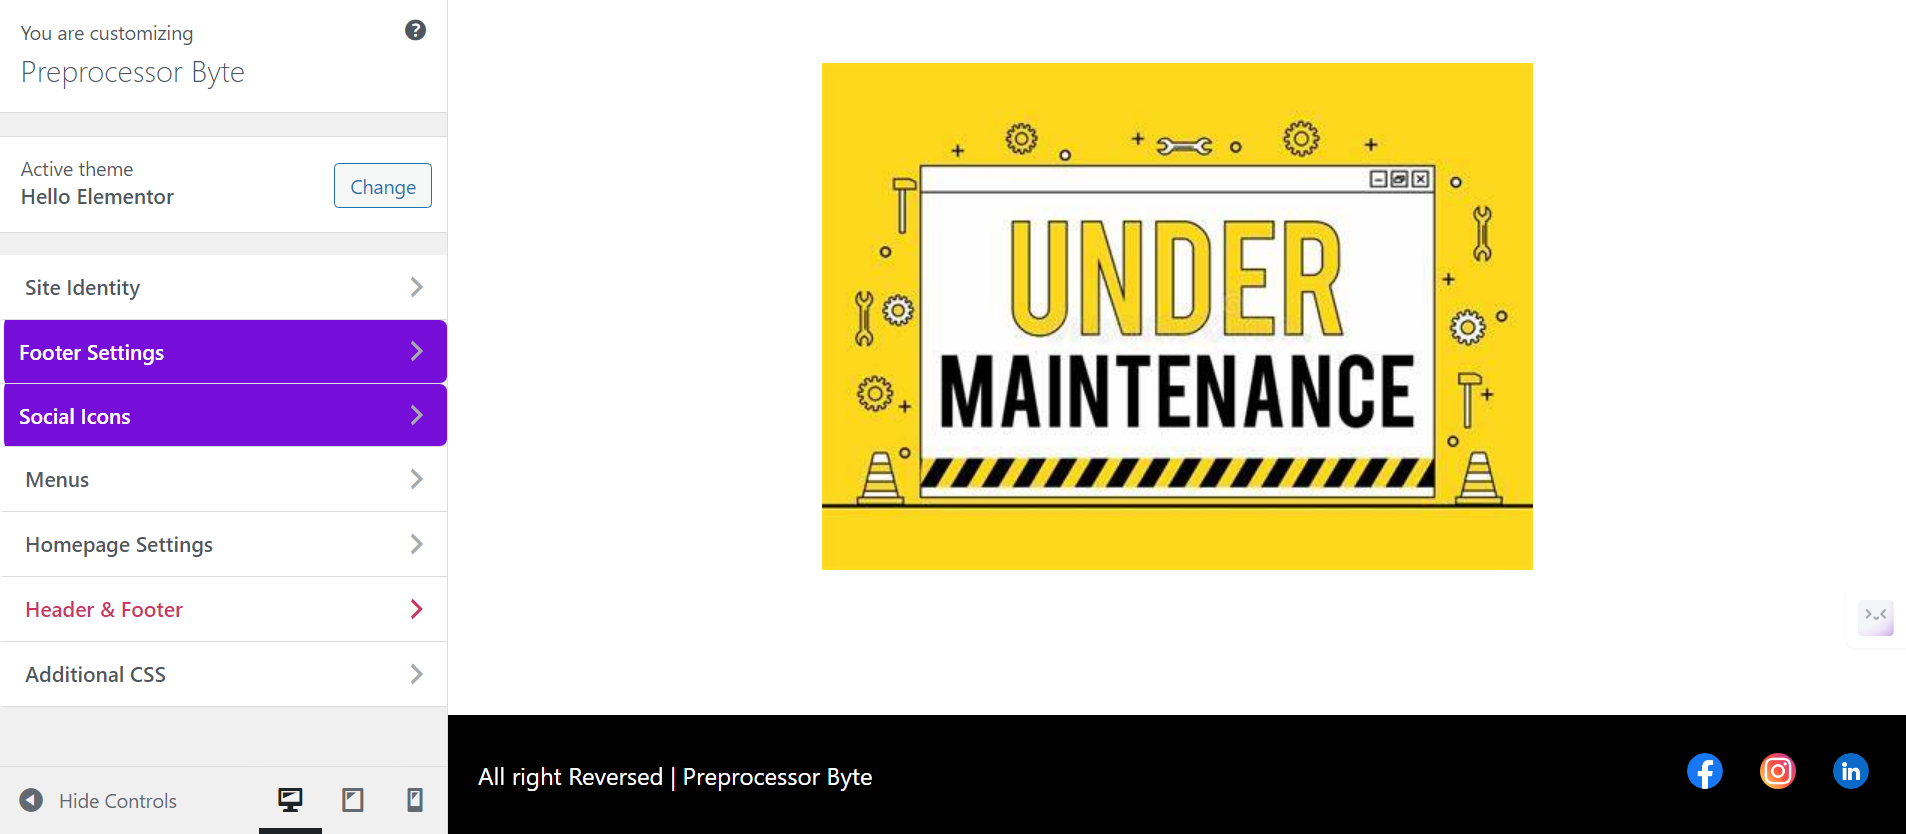 You are customizing
Preprocessor Byte
Active theme
Hello Elementor
Change
Site Identity
Footer Settings
Social Icons
Menus
Homepage Settings
Header & Footer
Additional CSS
Hide Controls
UNDER
MAINTENANCE
All right Reversed | Preprocessor Byte
in